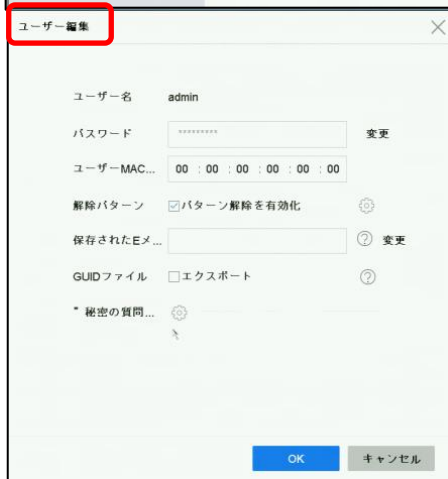 ユーザー編集
ユーザー名 admin
パスワード ********* 変更
ユーザーMAC... 00 : 00 : 00 : 00 : 00 : 00
解除パターン パターン解除を有効化
保存されたEメ... ? 変更
GUIDファイル エクスポート ?
* 秘密の質問...
OK キャンセル